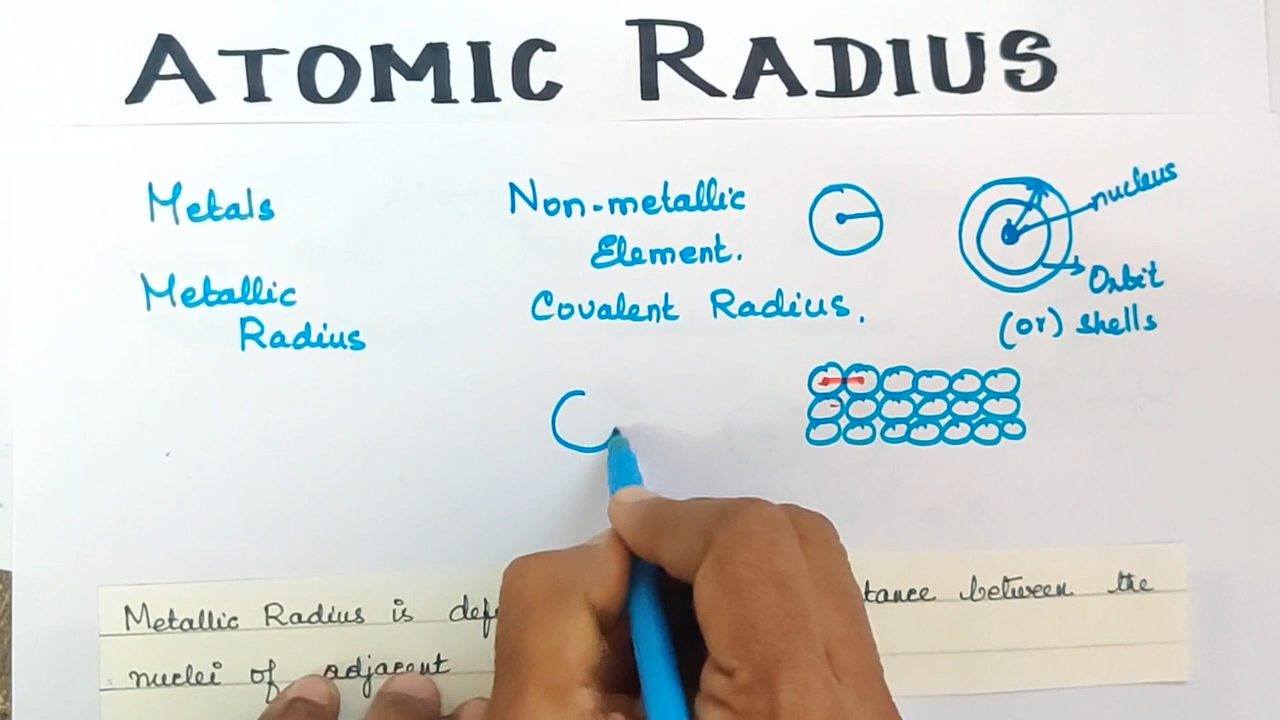 ATOMIC RADIUS
Metals
Metallic
Radius
Non-metallic
Element.
Covalent Radius.
nucleus
Orbit
(or) shells
Metallic Radius is between the
nuclei of adjacent